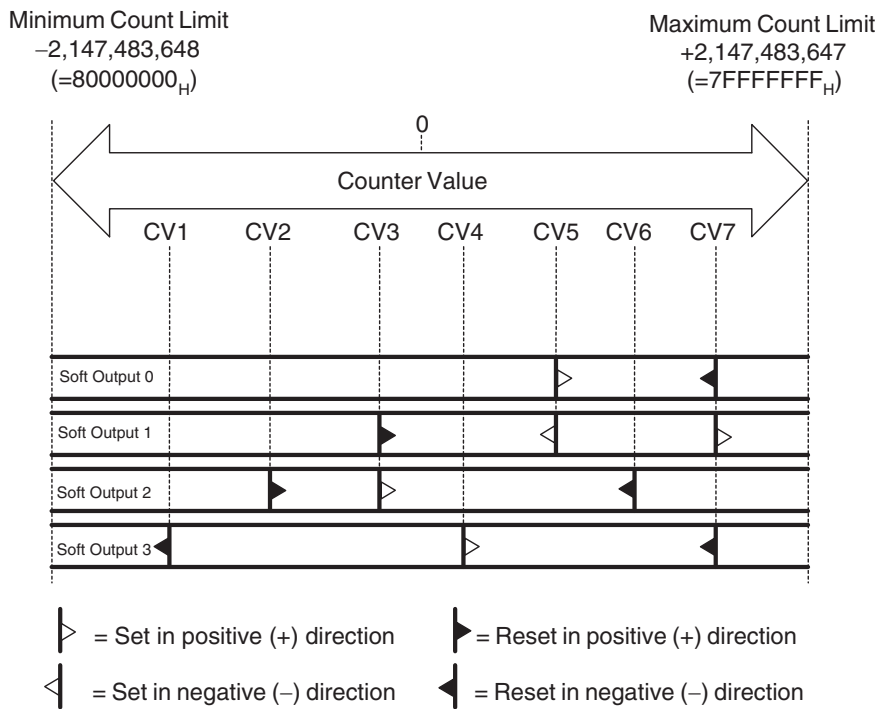 Minimum Count Limit
−2,147,483,648
(=80000000H)
Maximum Count Limit
+2,147,483,647
(=7FFFFFFFH)
0
Counter Value
CV1 CV2 CV3 CV4 CV5 CV6 CV7
Soft Output 0
Soft Output 1
Soft Output 2
Soft Output 3
= Set in positive (+) direction
= Reset in positive (+) direction
= Set in negative (−) direction
= Reset in negative (−) direction